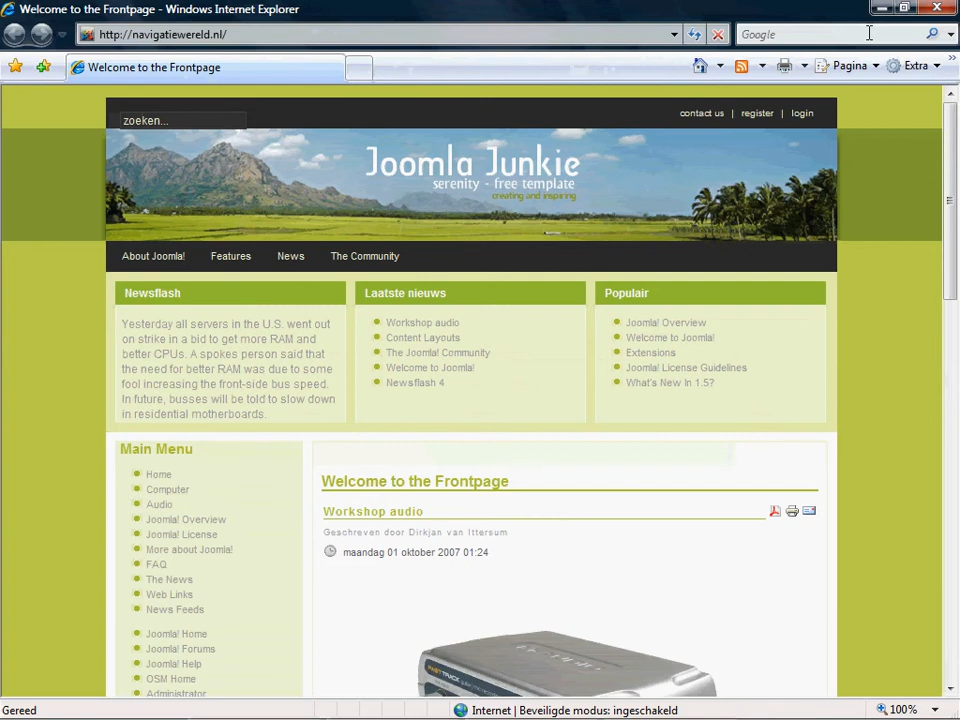 Welcome to the Frontpage - Windows Internet Explorer
http://navigatiewereld.nl/
Google
Welcome to the Frontpage
Pagina
Extra
zoeken...
contact us | register | login
Joomla Junkie
serenity - free template
creating and inspiring
About Joomla!
Features
News
The Community
Newsflash
Yesterday all servers in the U.S. went out
on strike in a bid to get more RAM and
better CPUs. A spokes person said that
the need for better RAM was due to some
fool increasing the front-side bus speed.
In future, busses will be told to slow down
in residential motherboards.
Laatste nieuws
Workshop audio
Content Layouts
The Joomla! Community
Welcome to Joomla!
Newsflash 4
Populair
Joomla! Overview
Welcome to Joomla!
Extensions
Joomla! License Guidelines
What's New In 1.5?
Main Menu
Home
Computer
Audio
Joomla! Overview
Joomla! License
More about Joomla!
FAQ
The News
Web Links
News Feeds
Joomla! Home
Joomla! Forums
Joomla! Help
OSM Home
Administrator
Welcome to the Frontpage
Workshop audio
Geschreven door Dirkjan van Ittersum
maandag 01 oktober 2007 01:24
Gereed
Internet | Beveiligde modus: ingeschakeld
100%